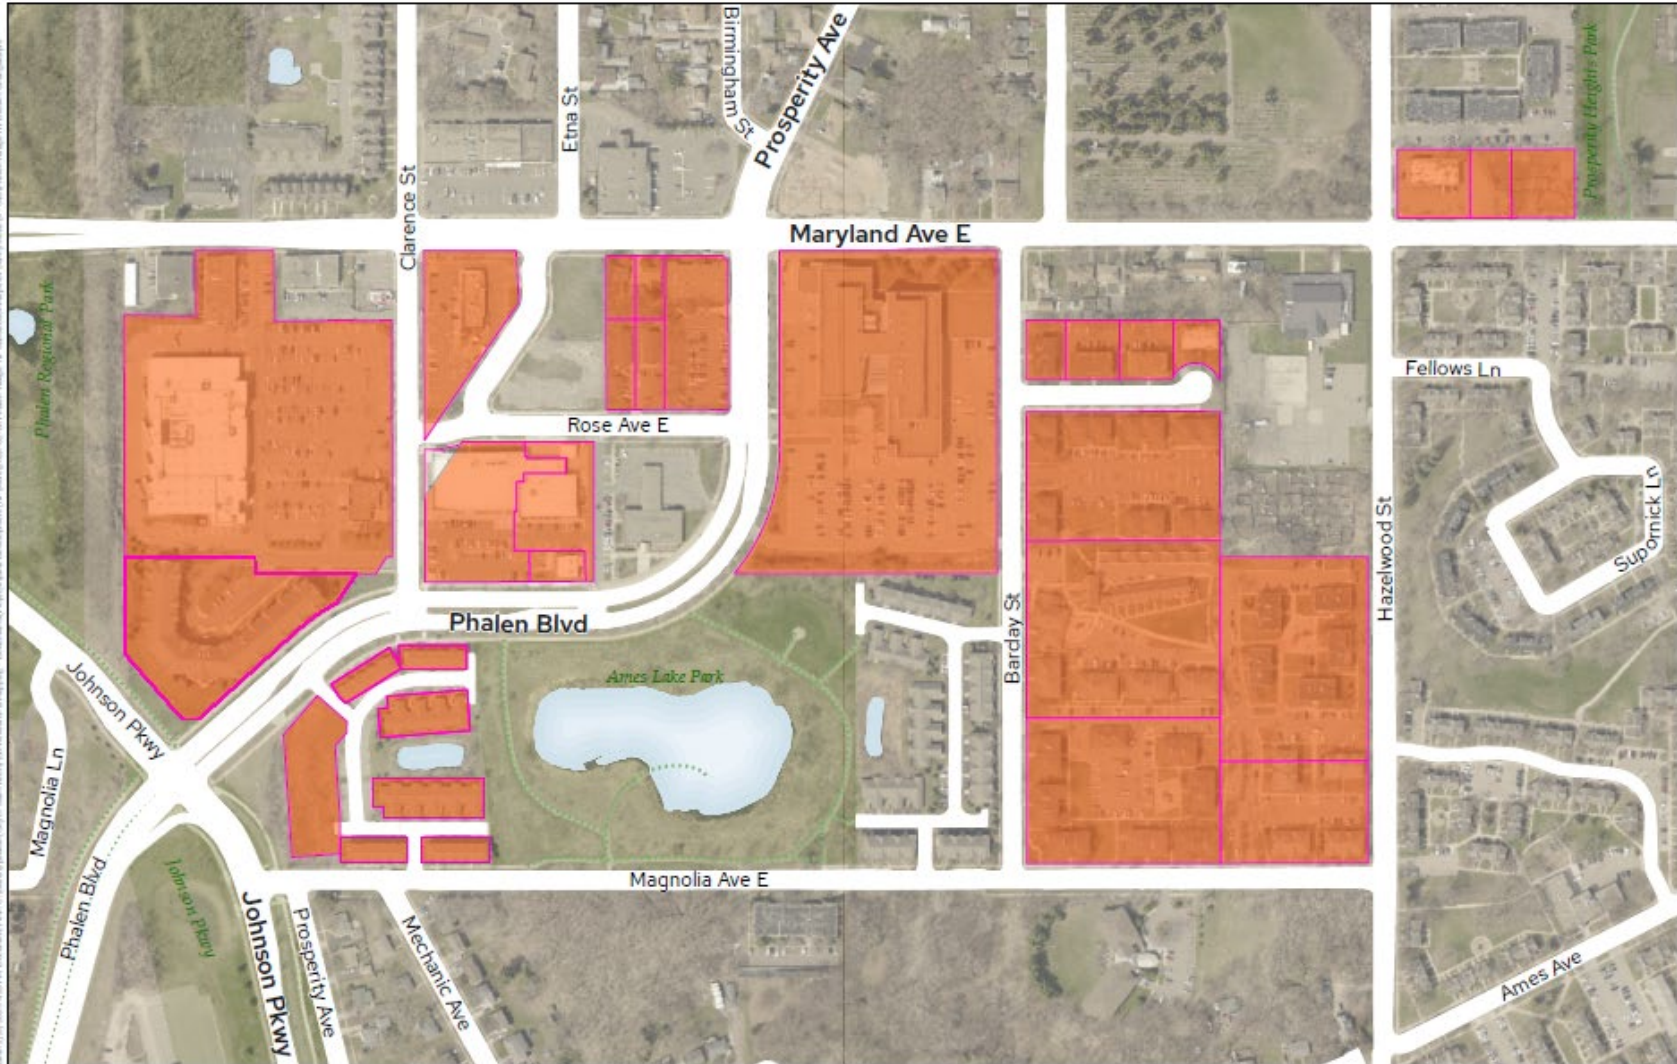 Birmingham St
Prosperity Ave
Etna St
Prosperity Heights Park
Clarence St
Maryland Ave E
Phalen Regional Park
Fellows Ln
Rose Ave E
Supornick Ln
Hazelwood St
Phalen Blvd
Barday St
Ames Lake Park
Johnson Pkwy
Magnolia Ln
Magnolia Ave E
Phalen Blvd
Johnson Pkwy
Johnson Pkwy
Prosperity Ave
Mechanic Ave
Ames Ave